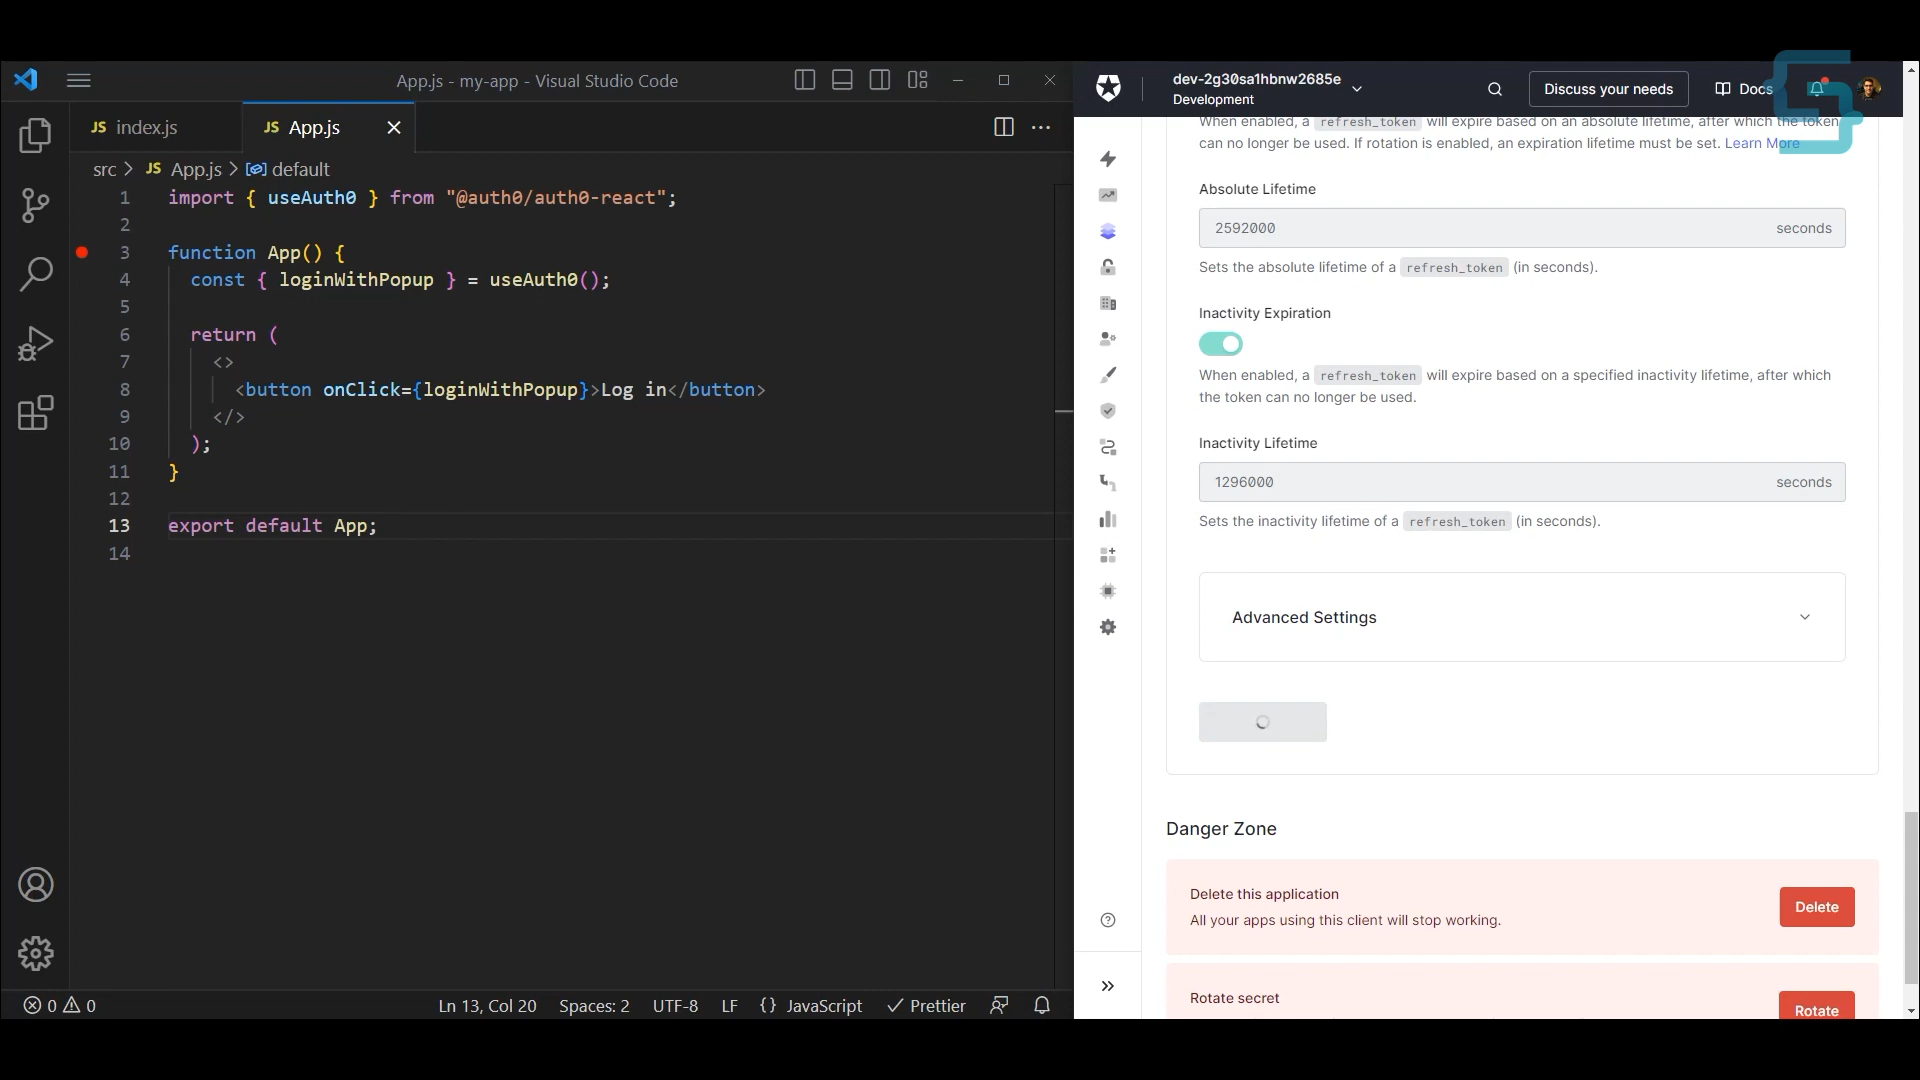 App.js - my-app - Visual Studio Code
JS index.js
JS App.js
src > JS App.js > default
1 import { useAuth0 } from "@auth0/auth0-react";
2
3 function App() {
4 const { loginWithPopup } = useAuth0();
5
6 return (
7 <>
8 <button onClick={loginWithPopup}>Log in</button>
9 </>
10 );
11 }
12
13 export default App;
14
0 0
Ln 13, Col 20 Spaces: 2 UTF-8 LF {} JavaScript Prettier
dev-2g30sa1hbnw2685e
Development
Discuss your needs
Docs
When enabled, a refresh_token will expire based on an absolute lifetime, after which the token
can no longer be used. If rotation is enabled, an expiration lifetime must be set. Learn More
Absolute Lifetime
2592000 seconds
Sets the absolute lifetime of a refresh_token (in seconds).
Inactivity Expiration
When enabled, a refresh_token will expire based on a specified inactivity lifetime, after which
the token can no longer be used.
Inactivity Lifetime
1296000 seconds
Sets the inactivity lifetime of a refresh_token (in seconds).
Advanced Settings
Danger Zone
Delete this application
All your apps using this client will stop working.
Delete
Rotate secret
Rotate